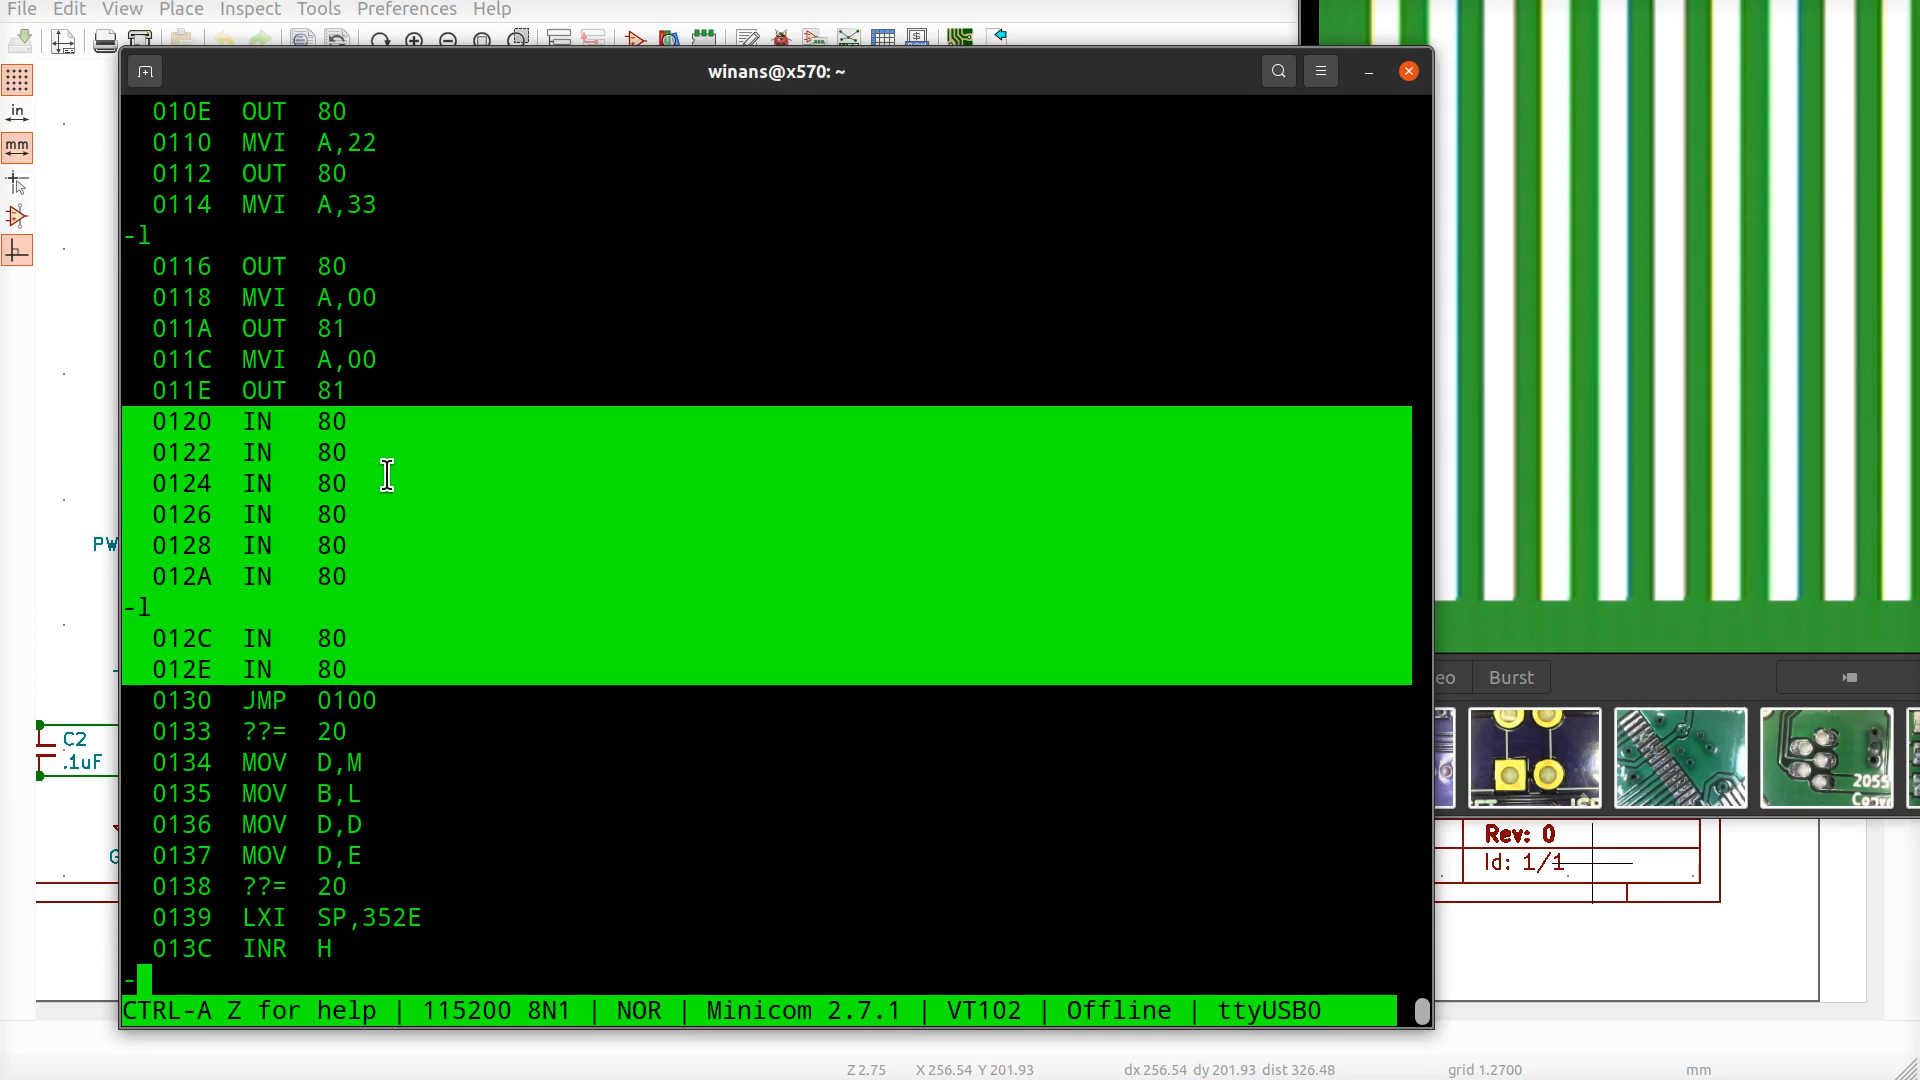 File Edit View Place Inspect Tools Preferences Help
winans@x570: ~
in
mm
010E OUT 80
0110 MVI A,22
0112 OUT 80
0114 MVI A,33
-l
0116 OUT 80
0118 MVI A,00
011A OUT 81
011C MVI A,00
011E OUT 81
0120 IN 80
0122 IN 80
0124 IN 80
0126 IN 80
0128 IN 80
012A IN 80
-l
012C IN 80
012E IN 80
0130 JMP 0100
0133 ??= 20
0134 MOV D,M
0135 MOV B,L
0136 MOV D,D
0137 MOV D,E
0138 ??= 20
0139 LXI SP,352E
013C INR H
-
CTRL-A Z for help | 115200 8N1 | NOR | Minicom 2.7.1 | VT102 | Offline | ttyUSB0
PW
C2
.1uF
G
eo
Burst
2055
Rev: 0
Id: 1/1
Z 2.75 X 256.54 Y 201.93 dx 256.54 dy 201.93 dist 326.48 grid 1.2700 mm